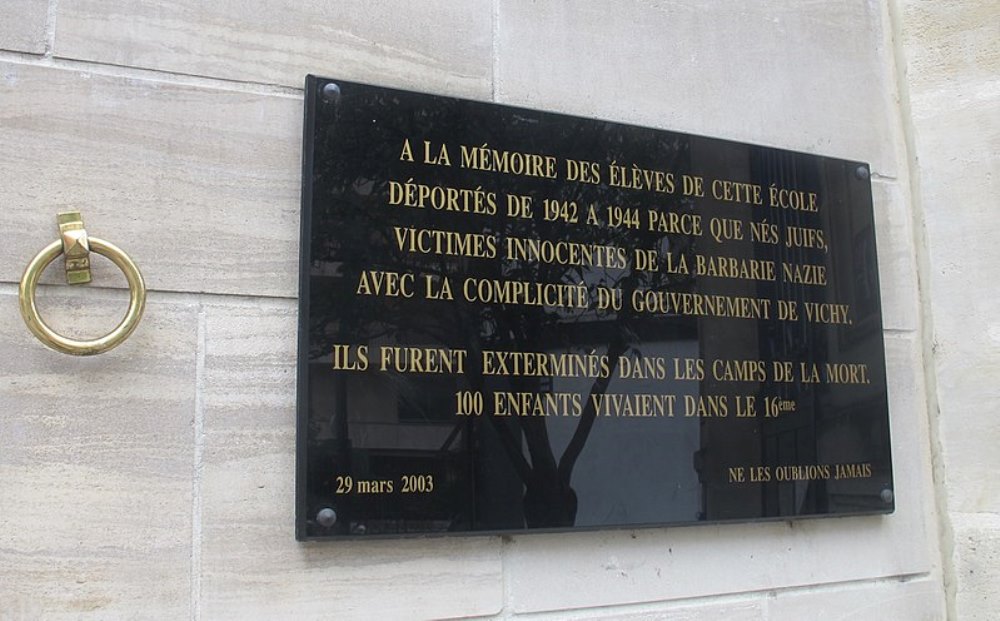 A LA MÉMOIRE DES ÉLÈVES DE CETTE ÉCOLE
DÉPORTÉS DE 1942 A 1944 PARCE QUE NÉS JUIFS,
VICTIMES INNOCENTES DE LA BARBARIE NAZIE
AVEC LA COMPLICITÉ DU GOUVERNEMENT DE VICHY.
ILS FURENT EXTERMINÉS DANS LES CAMPS DE LA MORT.
100 ENFANTS VIVAIENT DANS LE 16ème
29 mars 2003
NE LES OUBLIONS JAMAIS